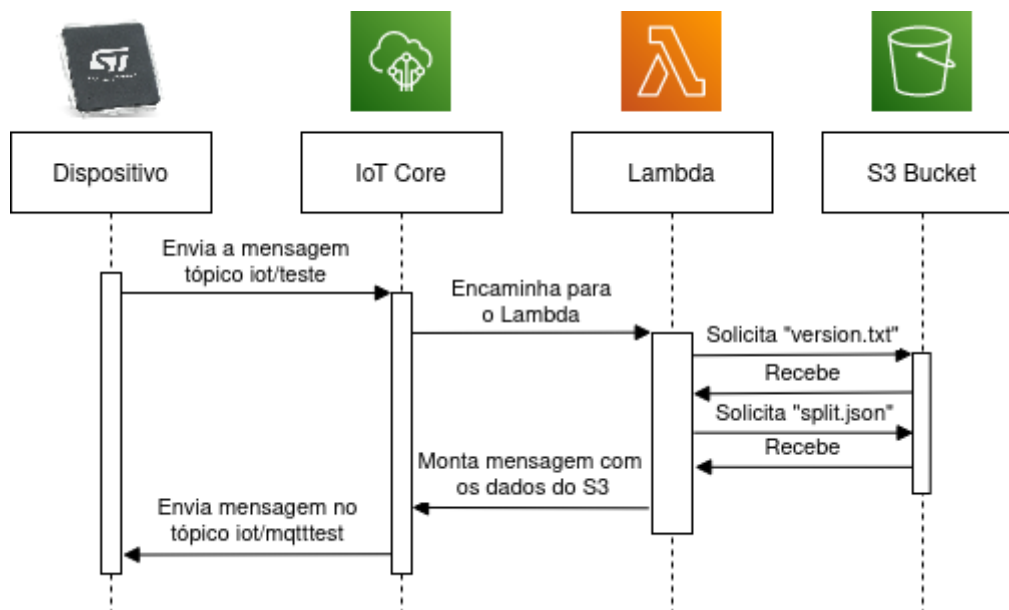 ST
Dispositivo
IoT Core
Lambda
S3 Bucket
Envia a mensagem
tópico iot/teste
Encaminha para
o Lambda
Solicita "version.txt"
Recebe
Solicita "split.json"
Recebe
Monta mensagem com
os dados do S3
Envia mensagem no
tópico iot/mqtttest